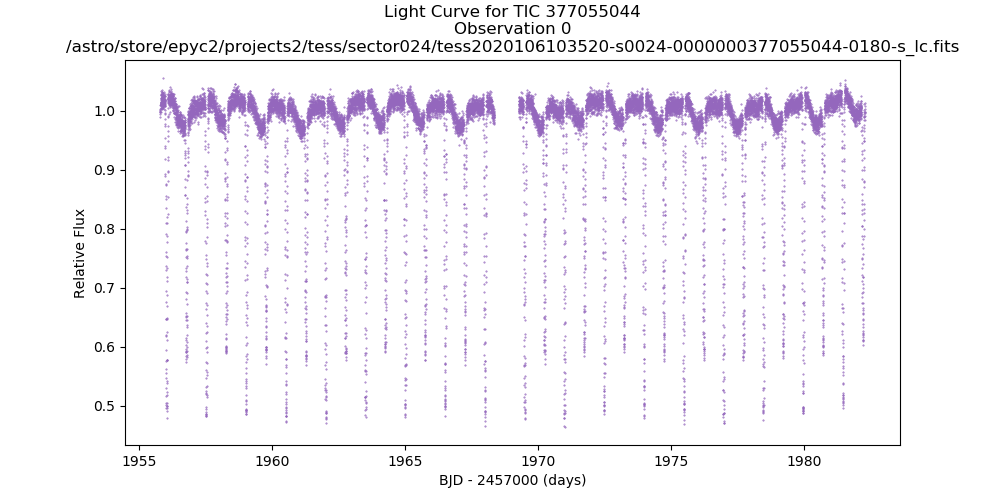 Light Curve for TIC 377055044
Observation 0
/astro/store/epyc2/projects2/tess/sector024/tess2020106103520-s0024-0000000377055044-0180-s_lc.fits
1.0
0.9
0.8
0.7
0.6
0.5
Relative Flux
1955 1960 1965 1970 1975 1980
BJD - 2457000 (days)